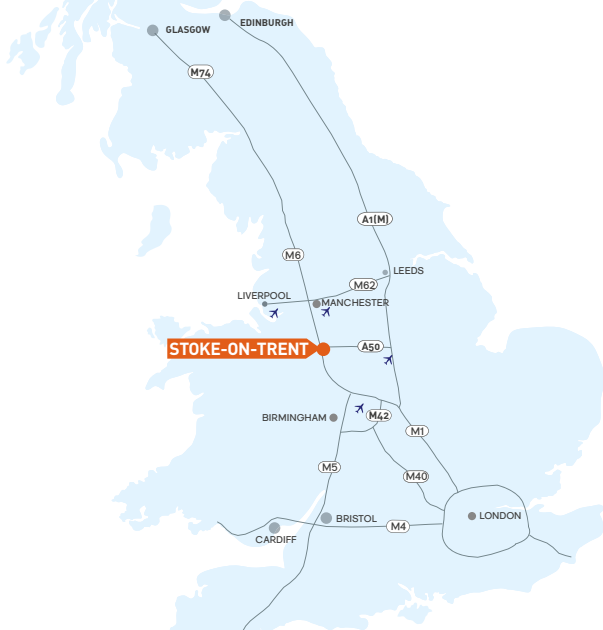 EDINBURGH
GLASGOW
M74
A1(M)
M6
LEEDS
M62
LIVERPOOL
MANCHESTER
STOKE-ON-TRENT
A50
M42
BIRMINGHAM
M1
M5
M40
LONDON
BRISTOL
M4
CARDIFF